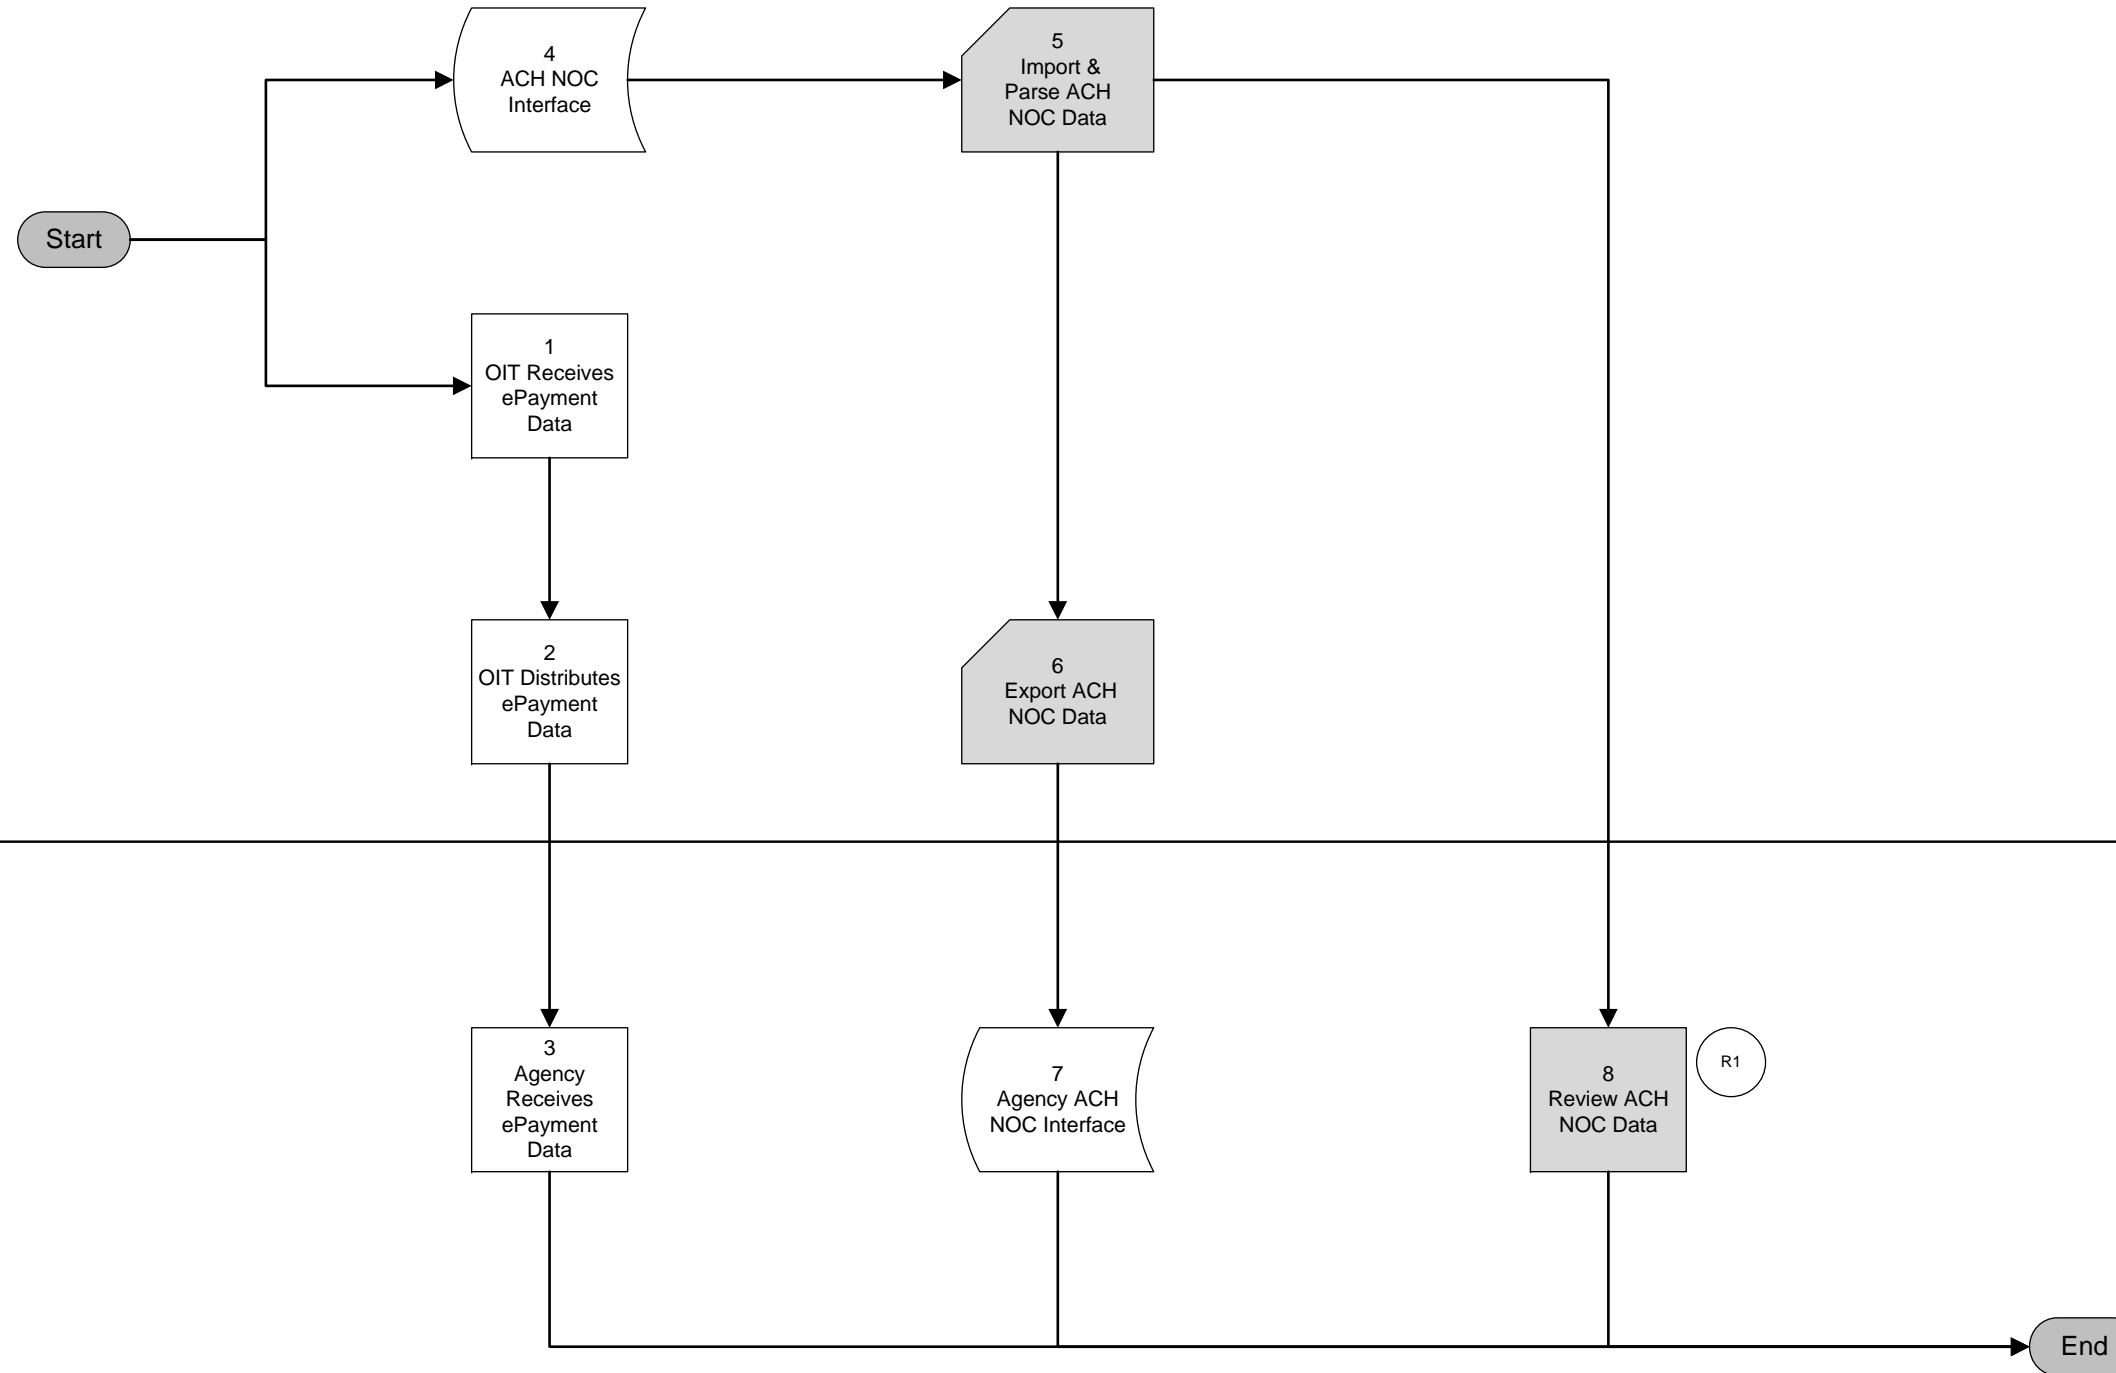 4
ACH NOC
Interface
5
Import &
Parse ACH
NOC Data
Start
1
OIT Receives
ePayment
Data
2
OIT Distributes
ePayment
Data
6
Export ACH
NOC Data
3
Agency
Receives
ePayment
Data
7
Agency ACH
NOC Interface
8
Review ACH
NOC Data
R1
End